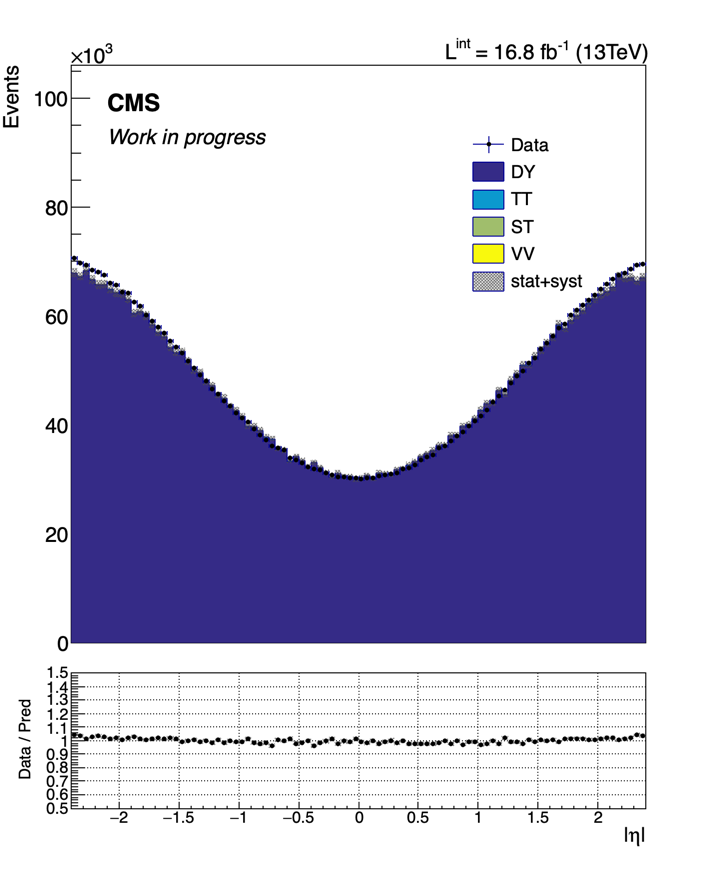 ×10³
L^int = 16.8 fb⁻¹ (13TeV)
Events
100
80
60
40
20
0
CMS
Work in progress
Data
DY
TT
ST
VV
stat+syst
Data / Pred
1.5
1.4
1.3
1.2
1.1
1
0.9
0.8
0.7
0.6
0.5
−2 −1.5 −1 −0.5 0 0.5 1 1.5 2
|η|